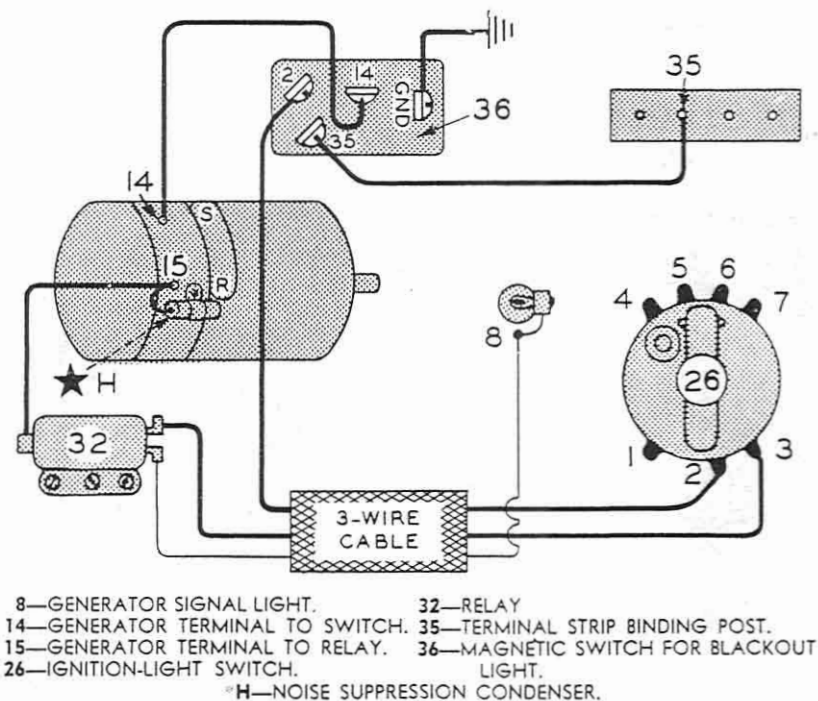 2
14
GND
35
36
35
14
S
15
R
H
8
4
5
6
7
26
1
2
3
32
3-WIRE
CABLE
8—GENERATOR SIGNAL LIGHT.
14—GENERATOR TERMINAL TO SWITCH.
15—GENERATOR TERMINAL TO RELAY.
26—IGNITION-LIGHT SWITCH.
32—RELAY
35—TERMINAL STRIP BINDING POST.
36—MAGNETIC SWITCH FOR BLACKOUT
LIGHT.
*H—NOISE SUPPRESSION CONDENSER.